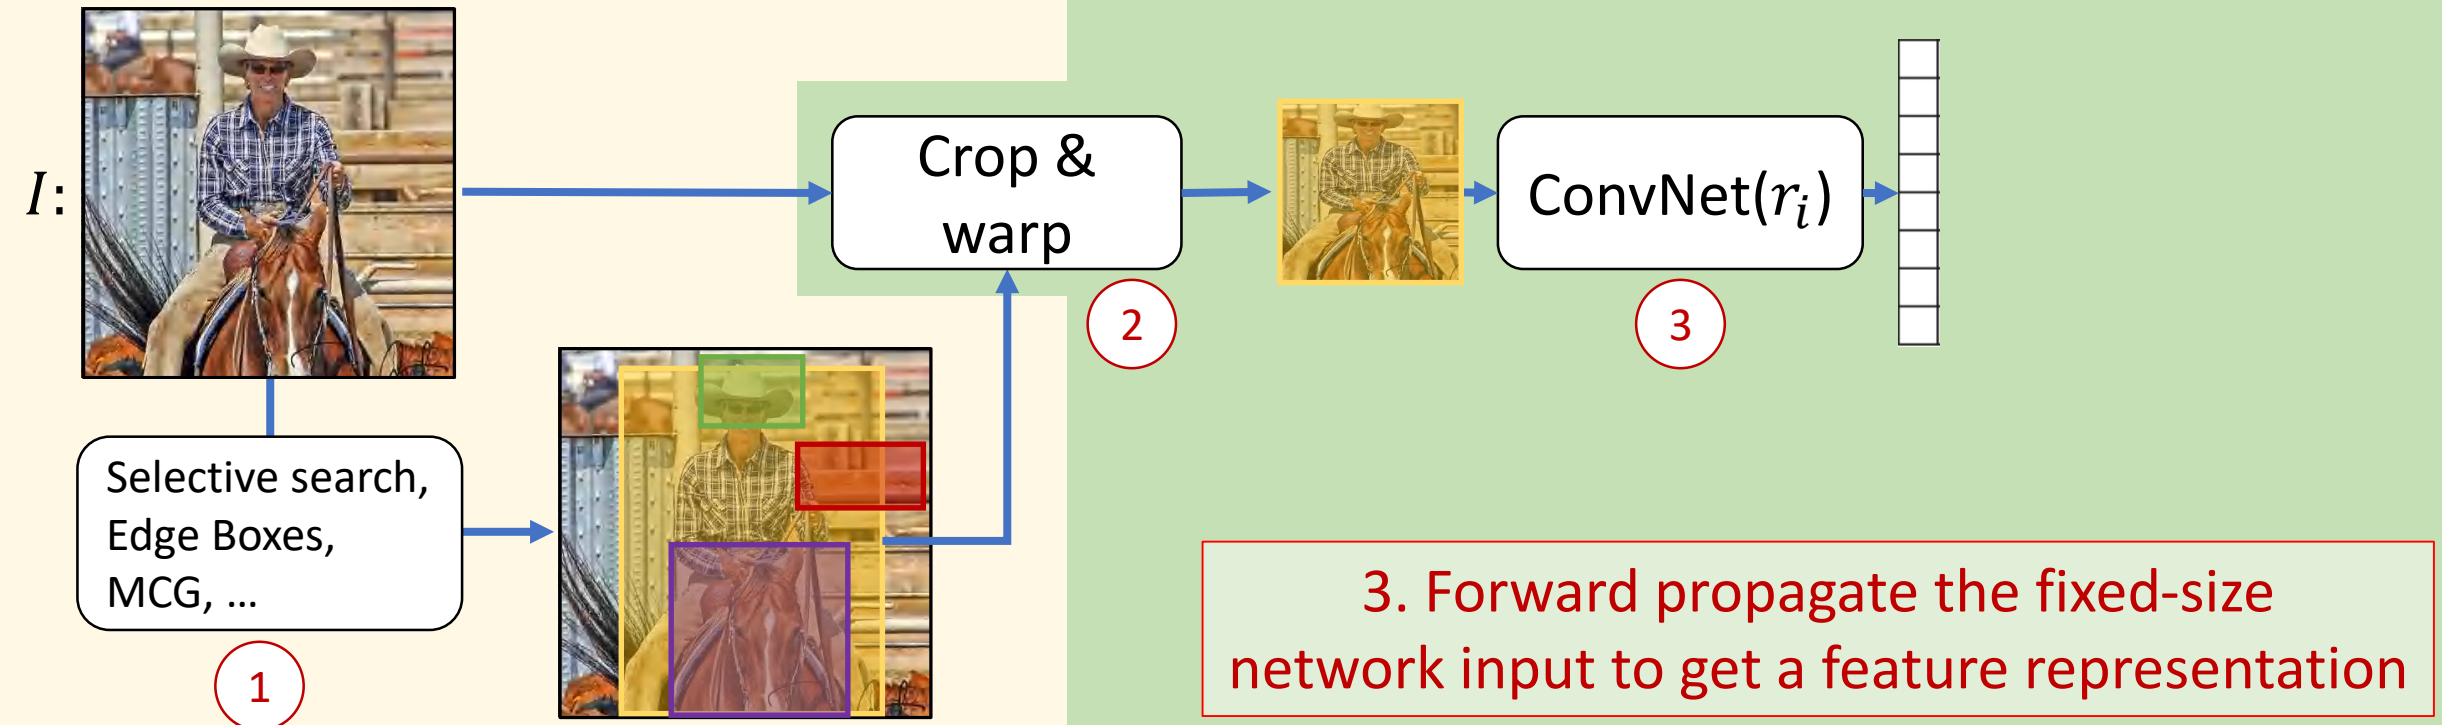 I:
Crop &
warp
ConvNet(rᵢ)
2
3
Selective search,
Edge Boxes,
MCG, ...
1
3. Forward propagate the fixed-size
network input to get a feature representation